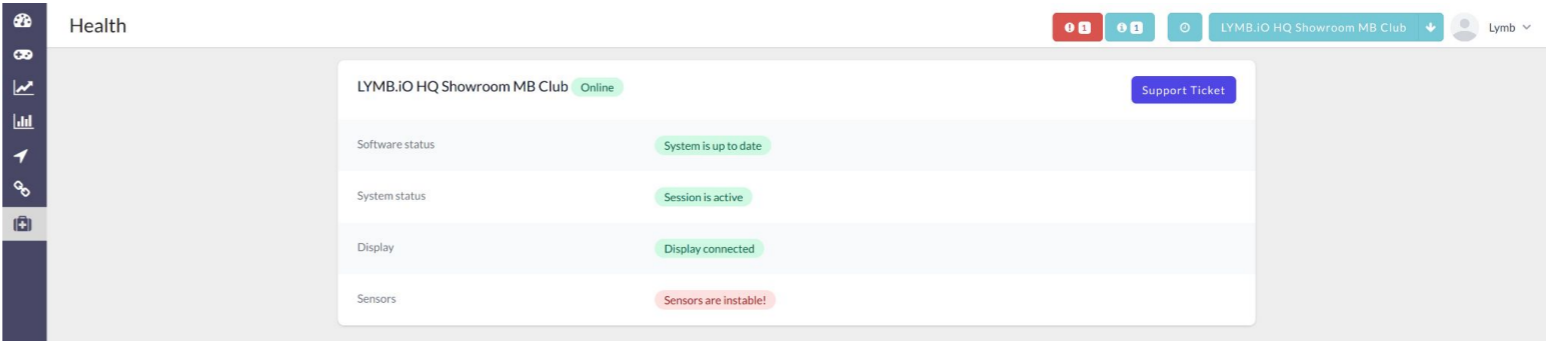 Health
1
1
LYMB.iO HQ Showroom MB Club
Lymb
LYMB.iO HQ Showroom MB Club Online
Support Ticket
Software status System is up to date
System status Session is active
Display Display connected
Sensors Sensors are instable!